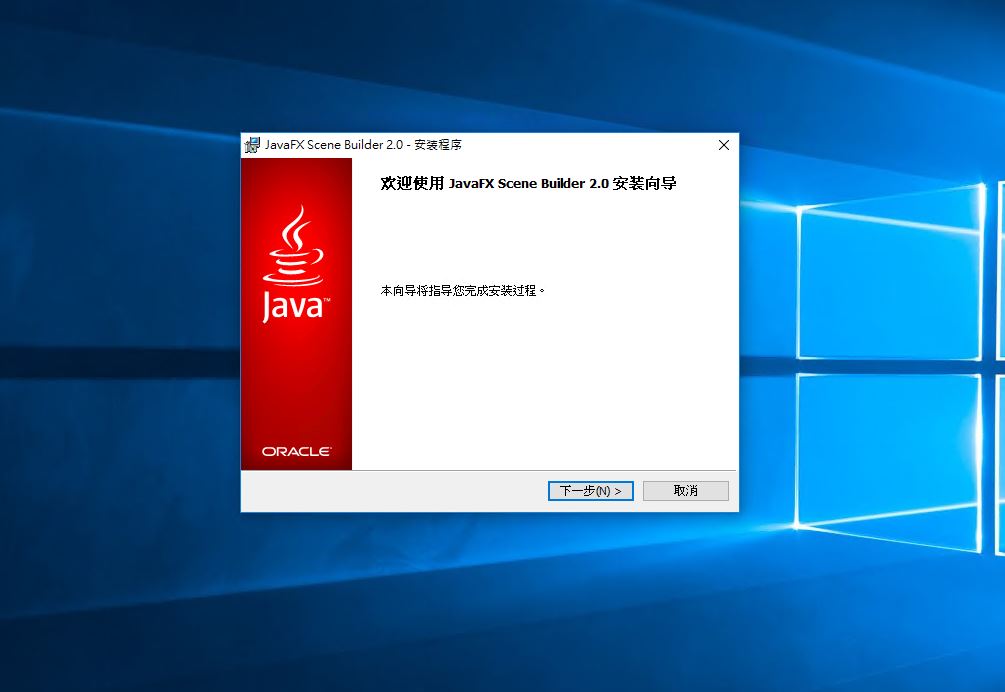 JavaFX Scene Builder 2.0 - 安装程序
欢迎使用 JavaFX Scene Builder 2.0 安装向导
本向导将指导您完成安装过程。
Java™
ORACLE®
下一步(N) >
取消